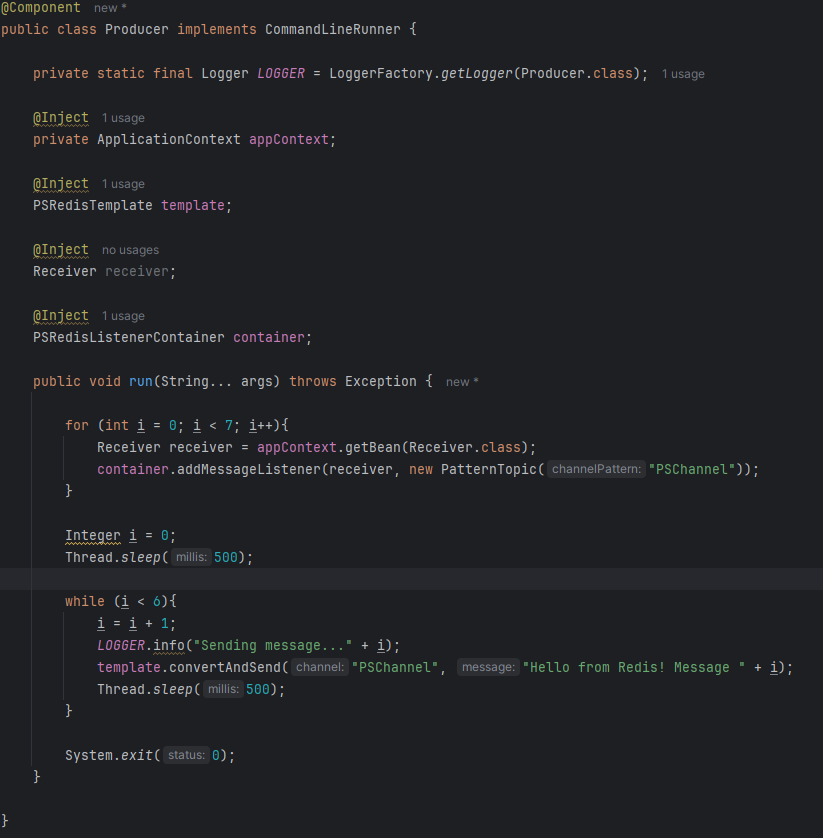 @Component new *
public class Producer implements CommandLineRunner {
private static final Logger LOGGER = LoggerFactory.getLogger(Producer.class); 1 usage
@Inject 1 usage
private ApplicationContext appContext;
@Inject 1 usage
PSRedisTemplate template;
@Inject no usages
Receiver receiver;
@Inject 1 usage
PSRedisListenerContainer container;
public void run(String... args) throws Exception { new *
for (int i = 0; i < 7; i++){
Receiver receiver = appContext.getBean(Receiver.class);
container.addMessageListener(receiver, new PatternTopic( channelPattern: "PSChannel"));
}
Integer i = 0;
Thread.sleep( millis: 500);
while (i < 6){
i = i + 1;
LOGGER.info("Sending message..." + i);
template.convertAndSend( channel: "PSChannel", message: "Hello from Redis! Message " + i);
Thread.sleep( millis: 500);
}
System.exit( status: 0);
}
}